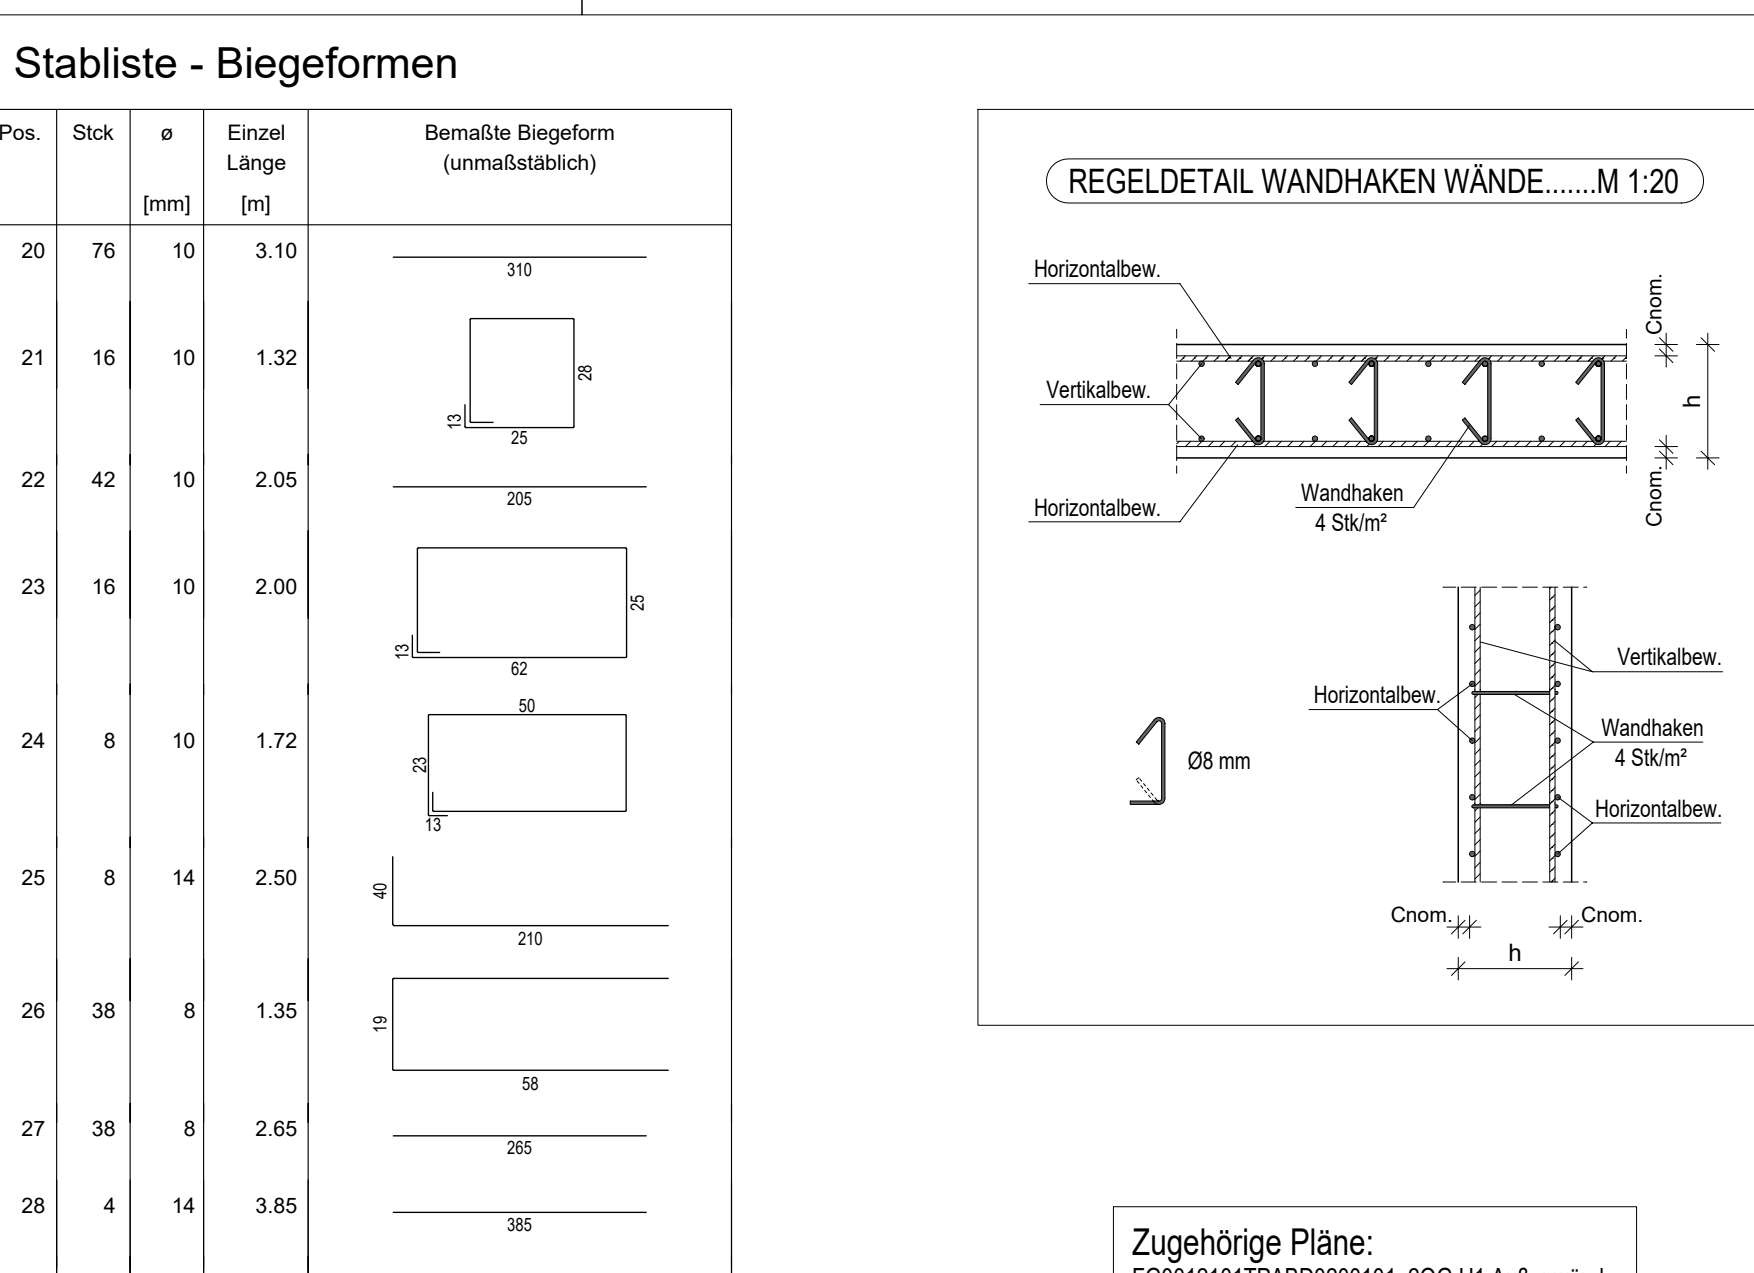 Stabliste - Biegeformen
Pos. Stck ø Einzel Länge Bemaßte Biegeform
(unmaßstäblich)
[mm] [m]
20 76 10 3.10
310
21 16 10 1.32
28
13
25
22 42 10 2.05
205
23 16 10 2.00
25
13
62
50
24 8 10 1.72
23
13
25 8 14 2.50
40
210
26 38 8 1.35
19
58
27 38 8 2.65
265
28 4 14 3.85
385
REGELDETAIL WANDHAKEN WÄNDE.......M 1:20
Horizontalbew.
Cnom.
Vertikalbew.
h
Wandhaken
4 Stk/m²
Horizontalbew.
Cnom.
Vertikalbew.
Horizontalbew.
Wandhaken
4 Stk/m²
Ø8 mm
Horizontalbew.
Cnom. Cnom.
h
Zugehörige Pläne: